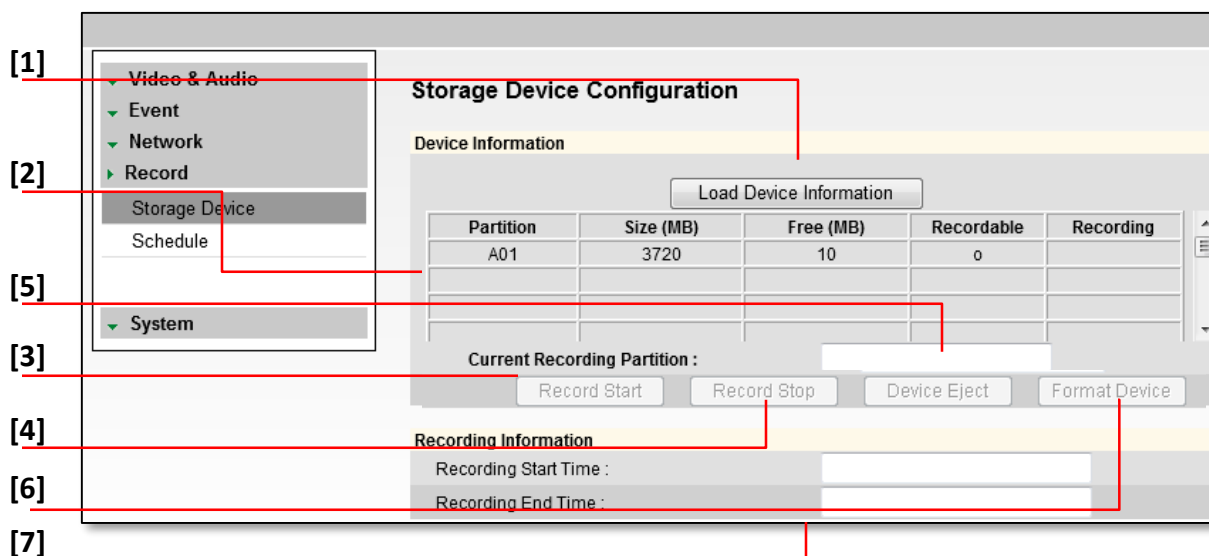 [1]
[2]
[5]
[3]
[4]
[6]
[7]
Video & Audio
Event
Network
Record
Storage Device
Schedule
System
Storage Device Configuration
Device Information
Load Device Information
Partition Size (MB) Free (MB) Recordable Recording
A01 3720 10 o
Current Recording Partition :
Record Start Record Stop Device Eject Format Device
Recording Information
Recording Start Time :
Recording End Time :